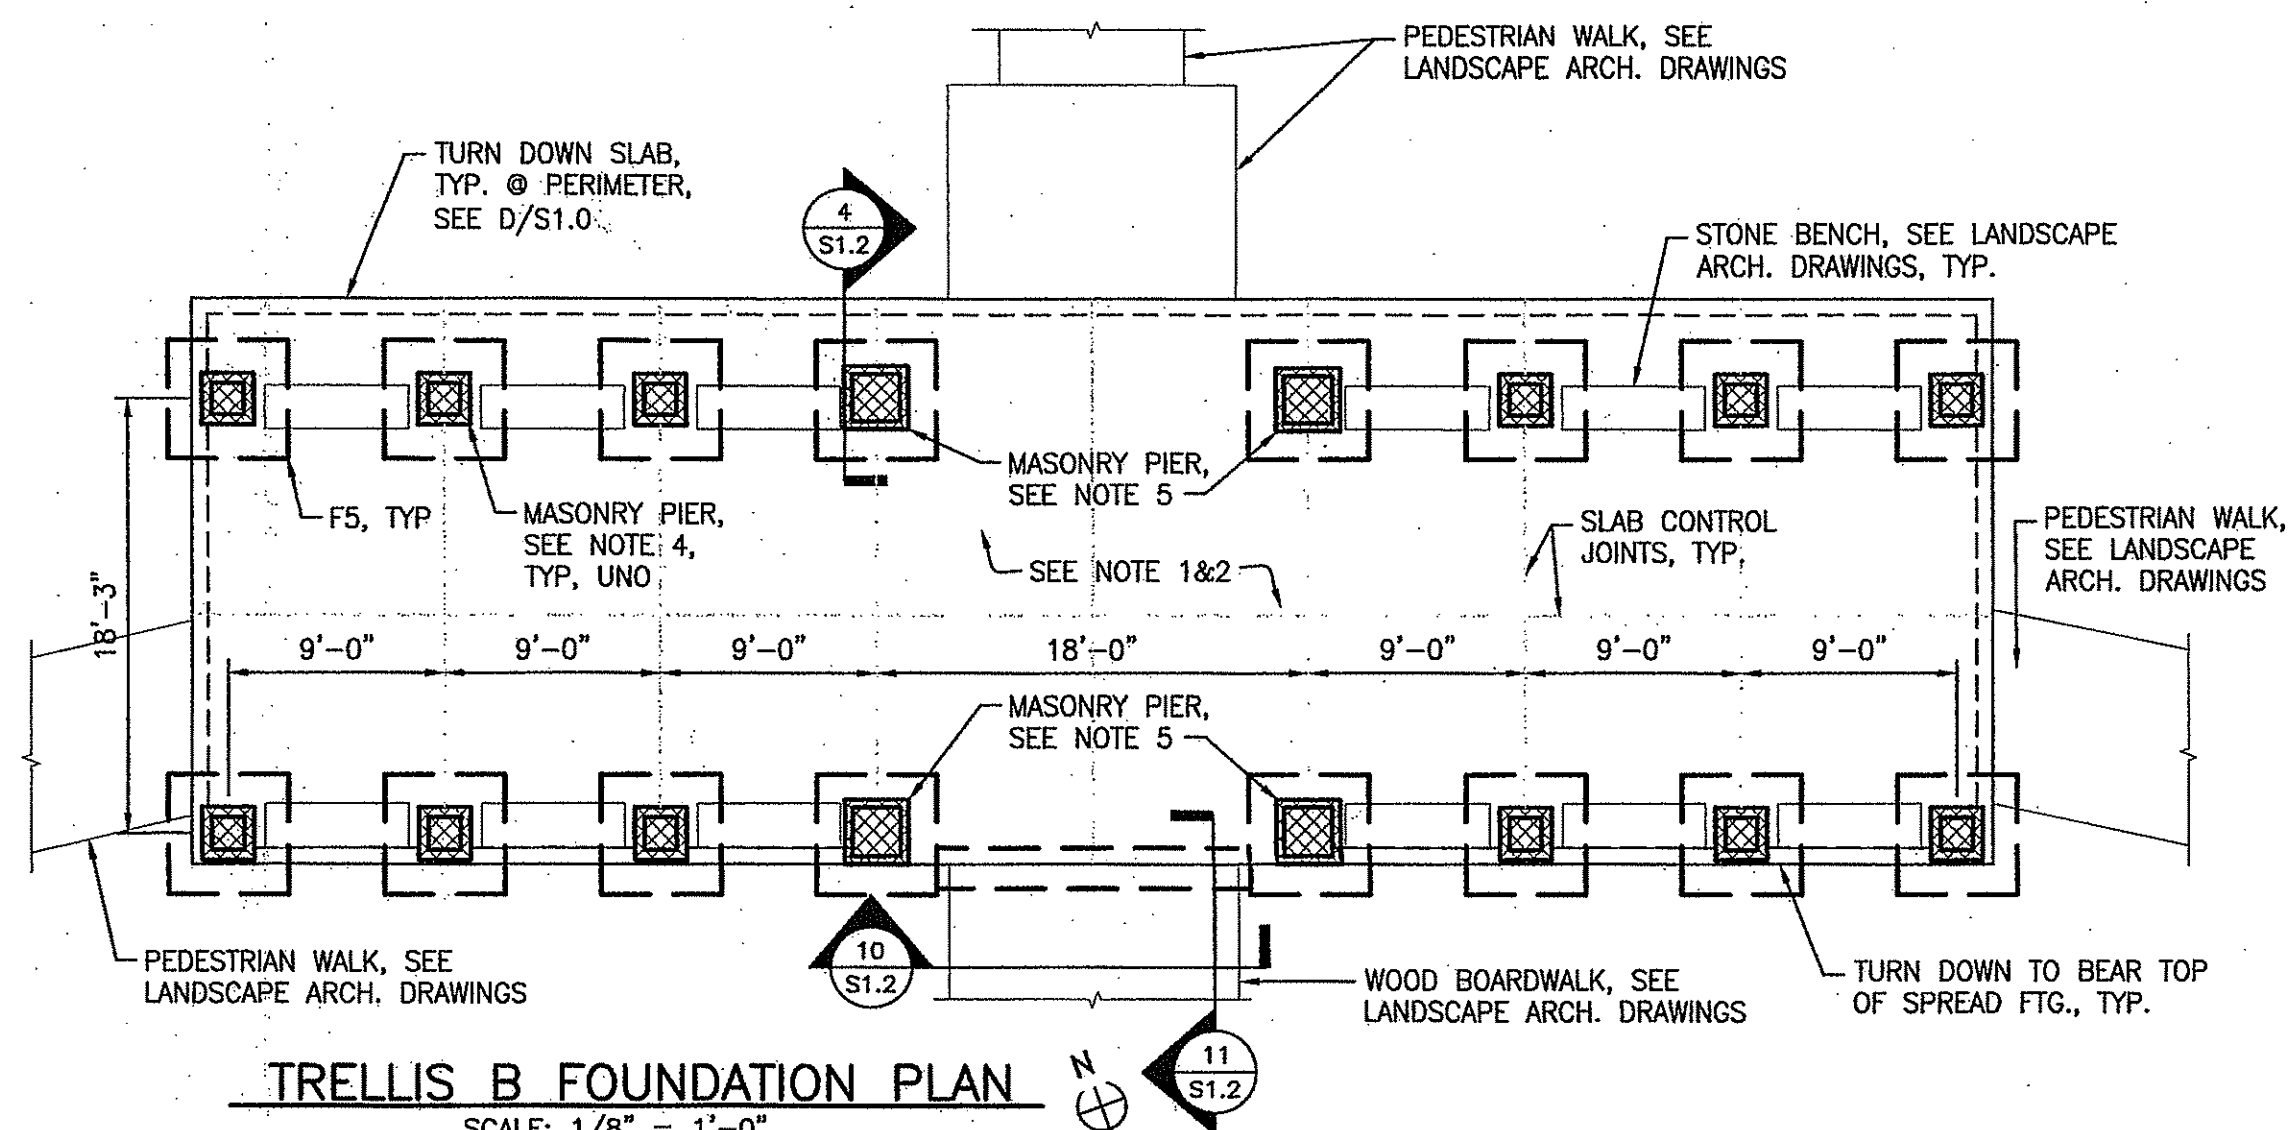 PEDESTRIAN WALK, SEE
LANDSCAPE ARCH. DRAWINGS
TURN DOWN SLAB,
TYP. @ PERIMETER,
SEE D/S1.0
4
S1.2
STONE BENCH, SEE LANDSCAPE
ARCH. DRAWINGS, TYP.
MASONRY PIER,
SEE NOTE 5
F5, TYP
MASONRY PIER,
SEE NOTE 4,
TYP, UNO
SLAB CONTROL
JOINTS, TYP.
PEDESTRIAN WALK,
SEE LANDSCAPE
ARCH. DRAWINGS
SEE NOTE 1&2
18'-3"
9'-0" 9'-0" 9'-0" 18'-0" 9'-0" 9'-0" 9'-0"
MASONRY PIER,
SEE NOTE 5
10
S1.2
PEDESTRIAN WALK, SEE
LANDSCAPE ARCH. DRAWINGS
WOOD BOARDWALK, SEE
LANDSCAPE ARCH. DRAWINGS
TURN DOWN TO BEAR TOP
OF SPREAD FTG., TYP.
TRELLIS B FOUNDATION PLAN
N
11
S1.2
SCALE: 1/8" = 1'-0"